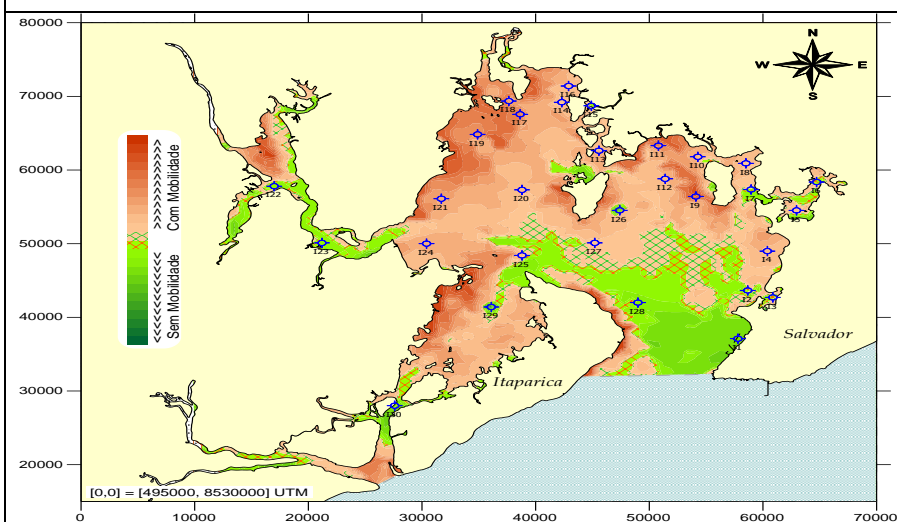 80000
70000
60000
50000
40000
30000
20000
N
W E
S
I16
I18
I14
I15
I17
I19
I13
I11
I10
I8
I12
I6
I22
I20
I7
I21
I9
I26
I5
I23
I24
I27
I4
I25
I2
I3
I29
I28
I1
I30
Sem Mobilidade <<<<<<<< >>>>>>>> Com Mobilidade
Salvador
Itaparica
[0,0] = [495000, 8530000] UTM
0 10000 20000 30000 40000 50000 60000 70000